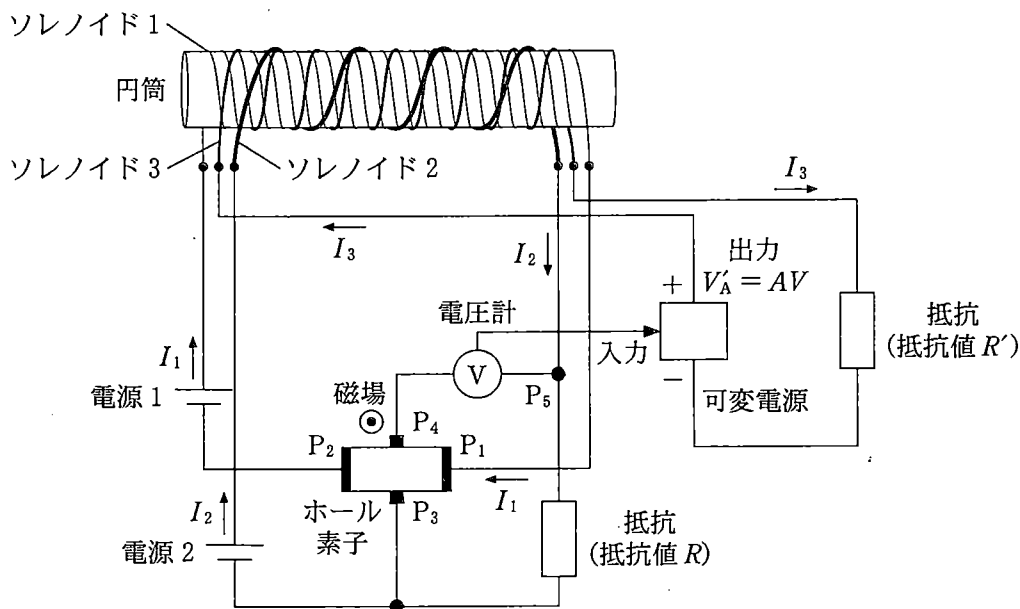 ソレノイド1
円筒
ソレノイド3
ソレノイド2
I₃
I₃
I₂
出力
V′A = AV
+
電圧計
入力
抵抗
(抵抗値 R′)
I₁
電源1
V
P₅
−
可変電源
磁場
P₄
P₂
P₁
I₁
P₃
I₂
ホール
素子
抵抗
(抵抗値 R)
電源2